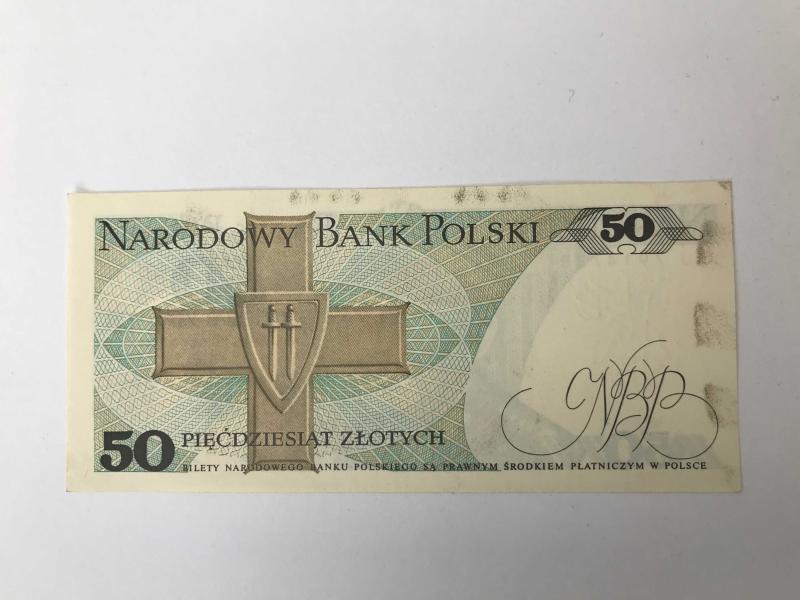 NARODOWY BANK POLSKI 50
NBP
50 PIĘĆDZIESIĄT ZŁOTYCH
BILETY NARODOWEGO BANKU POLSKIEGO SĄ PRAWNYM ŚRODKIEM PŁATNICZYM W POLSCE